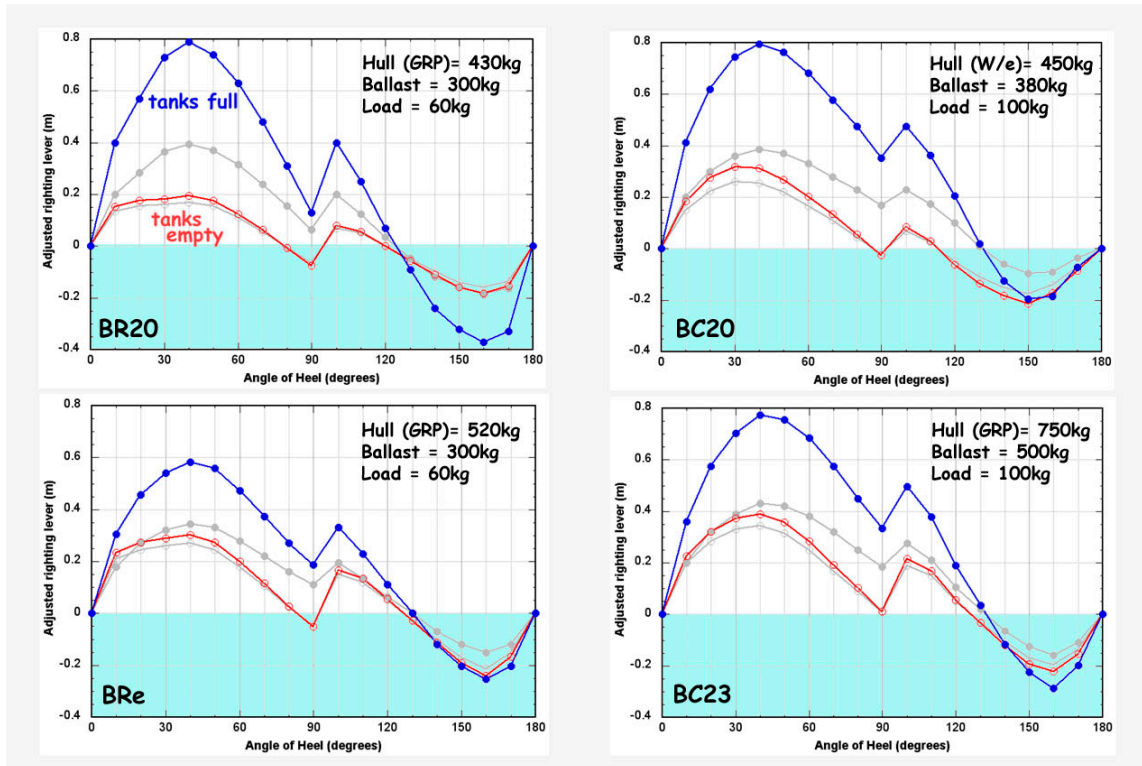 0.8
0.6
0.4
0.2
0
-0.2
-0.4
Adjusted righting lever (m)
Hull (GRP)= 430kg
Ballast = 300kg
Load = 60kg
tanks full
tanks
empty
BR20
0 30 60 90 120 150 180
Angle of Heel (degrees)
0.8
0.6
0.4
0.2
0
-0.2
-0.4
Adjusted righting lever (m)
Hull (W/e)= 450kg
Ballast = 380kg
Load = 100kg
BC20
0 30 60 90 120 150 180
Angle of Heel (degrees)
0.8
0.6
0.4
0.2
0
-0.2
-0.4
Adjusted righting lever (m)
Hull (GRP)= 520kg
Ballast = 300kg
Load = 60kg
BRe
0 30 60 90 120 150 180
Angle of Heel (degrees)
0.8
0.6
0.4
0.2
0
-0.2
-0.4
Adjusted righting lever (m)
Hull (GRP)= 750kg
Ballast = 500kg
Load = 100kg
BC23
0 30 60 90 120 150 180
Angle of Heel (degrees)